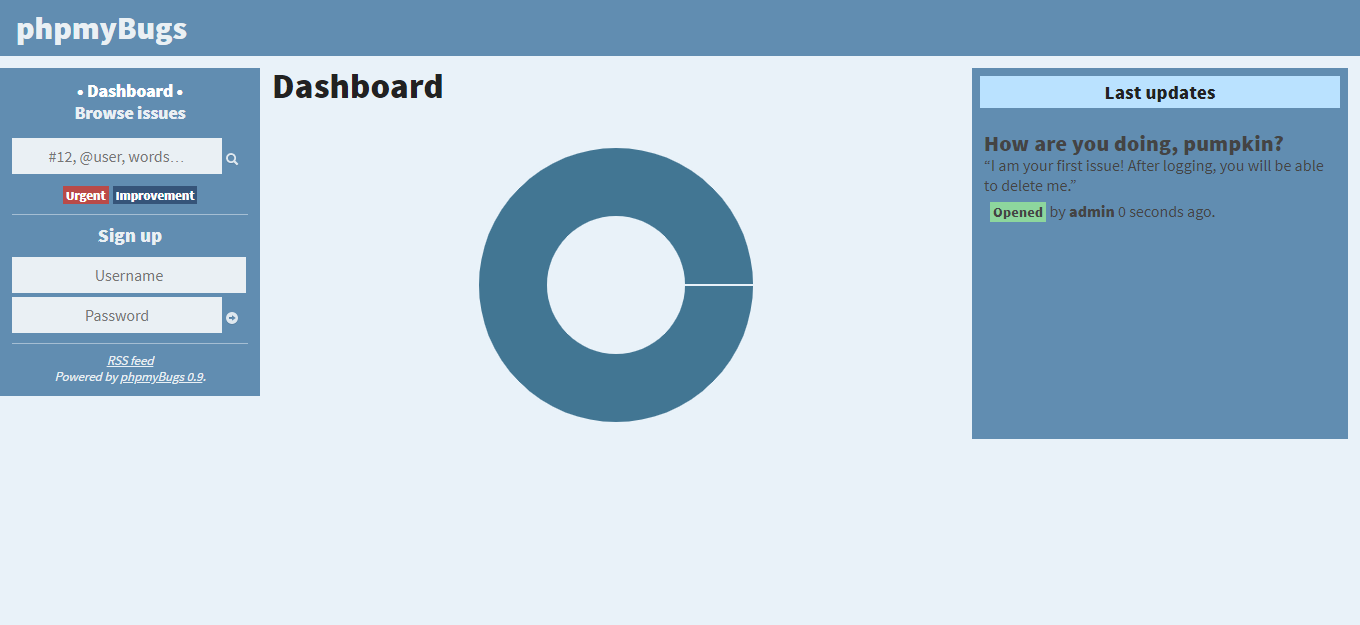 phpmyBugs
• Dashboard •
Browse issues
#12, @user, words…
Urgent Improvement
Sign up
Username
Password
RSS feed
Powered by phpmyBugs 0.9.
Dashboard
Last updates
How are you doing, pumpkin?
“I am your first issue! After logging, you will be able
to delete me.”
Opened by admin 0 seconds ago.